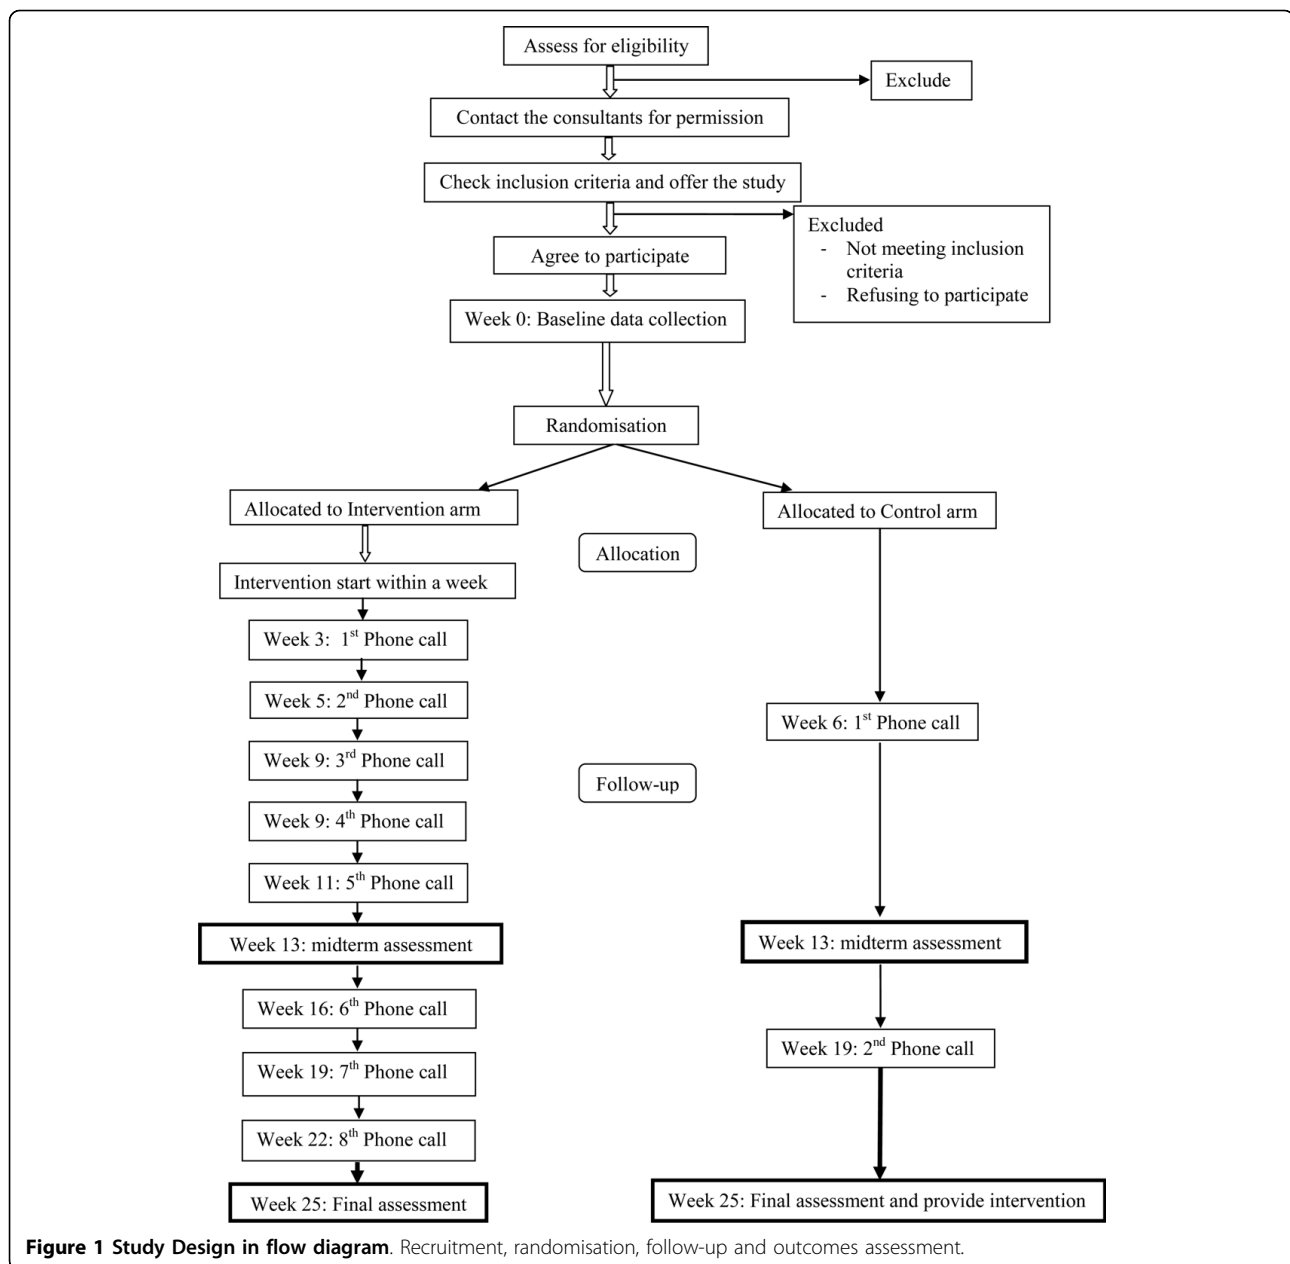 Assess for eligibility
Exclude
Contact the consultants for permission
Check inclusion criteria and offer the study
Excluded
- Not meeting inclusion
criteria
- Refusing to participate
Agree to participate
Week 0: Baseline data collection
Randomisation
Allocated to Intervention arm
Allocated to Control arm
Allocation
Intervention start within a week
Week 3: 1st Phone call
Week 5: 2nd Phone call
Week 6: 1st Phone call
Week 9: 3rd Phone call
Follow-up
Week 9: 4th Phone call
Week 11: 5th Phone call
Week 13: midterm assessment
Week 13: midterm assessment
Week 16: 6th Phone call
Week 19: 2nd Phone call
Week 19: 7th Phone call
Week 22: 8th Phone call
Week 25: Final assessment
Week 25: Final assessment and provide intervention
Figure 1 Study Design in flow diagram. Recruitment, randomisation, follow-up and outcomes assessment.